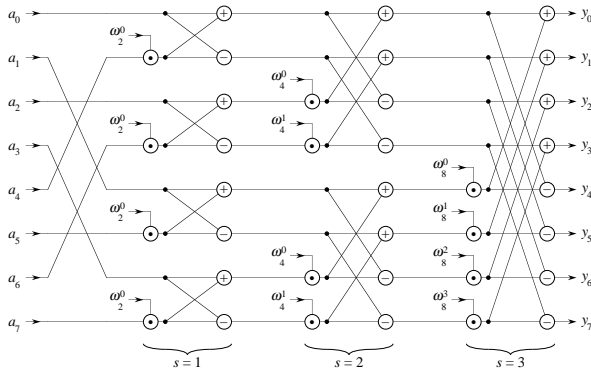 a₀ + y₀
ω⁰₂
a₁ − y₁
ω⁰₄
a₂ + − y₂
+
ω⁰₂ ω¹₄
a₃ − − y₃
+
ω⁰₈
a₄ + + − y₄
ω⁰₂ ω¹₈
a₅ − + − y₅
ω⁰₄ ω²₈
a₆ + − − y₆
ω⁰₂ ω¹₄ ω³₈
a₇ − − − y₇
s = 1 s = 2 s = 3